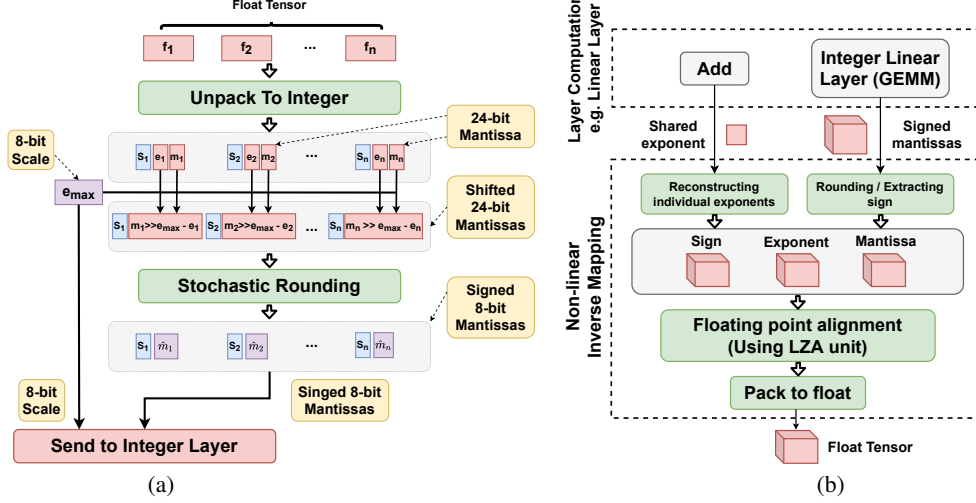 Float Tensor
f1 f2 ... fn
Unpack To Integer
24-bit
Mantissa
8-bit
Scale
S1 e1 m1 S2 e2 m2 ... Sn en mn
emax
Shifted
24-bit
Mantissas
S1 m1>>emax - e1 S2 m2>>emax - e2 ... Sn mn >> emax - en
Stochastic Rounding
Signed
8-bit
Mantissas
S1 m̂1 S2 m̂2 ... Sn m̂n
8-bit
Scale
Singed 8-bit
Mantissas
Send to Integer Layer
(a)
Layer Computation
e.g. Linear Layer
Add
Integer Linear
Layer (GEMM)
Shared
exponent
Signed
mantissas
Non-linear
Inverse Mapping
Reconstructing
individual exponents
Rounding / Extracting
sign
Sign Exponent Mantissa
Floating point alignment
(Using LZA unit)
Pack to float
Float Tensor
(b)